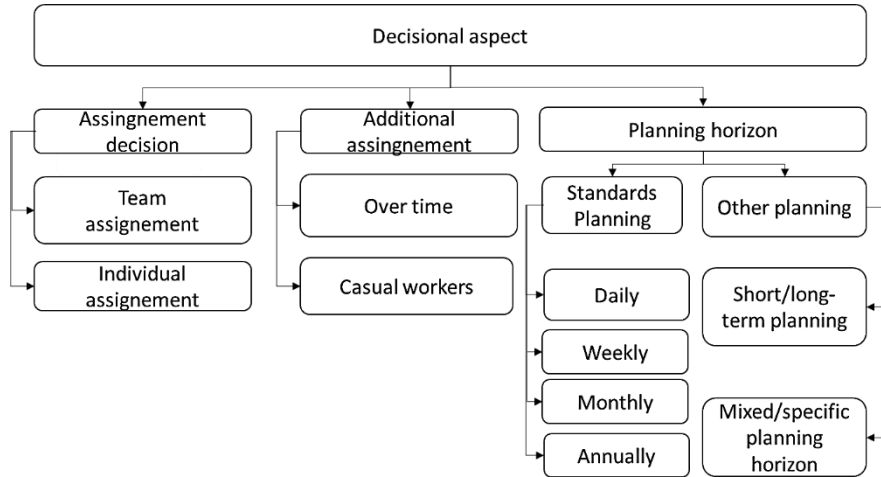 Decisional aspect
Assingnement
decision
Additional
assingnement
Planning horizon
Team
assignement
Over time
Standards
Planning
Other planning
Individual
assignement
Casual workers
Daily
Short/long-
term planning
Weekly
Monthly
Mixed/specific
planning
horizon
Annually